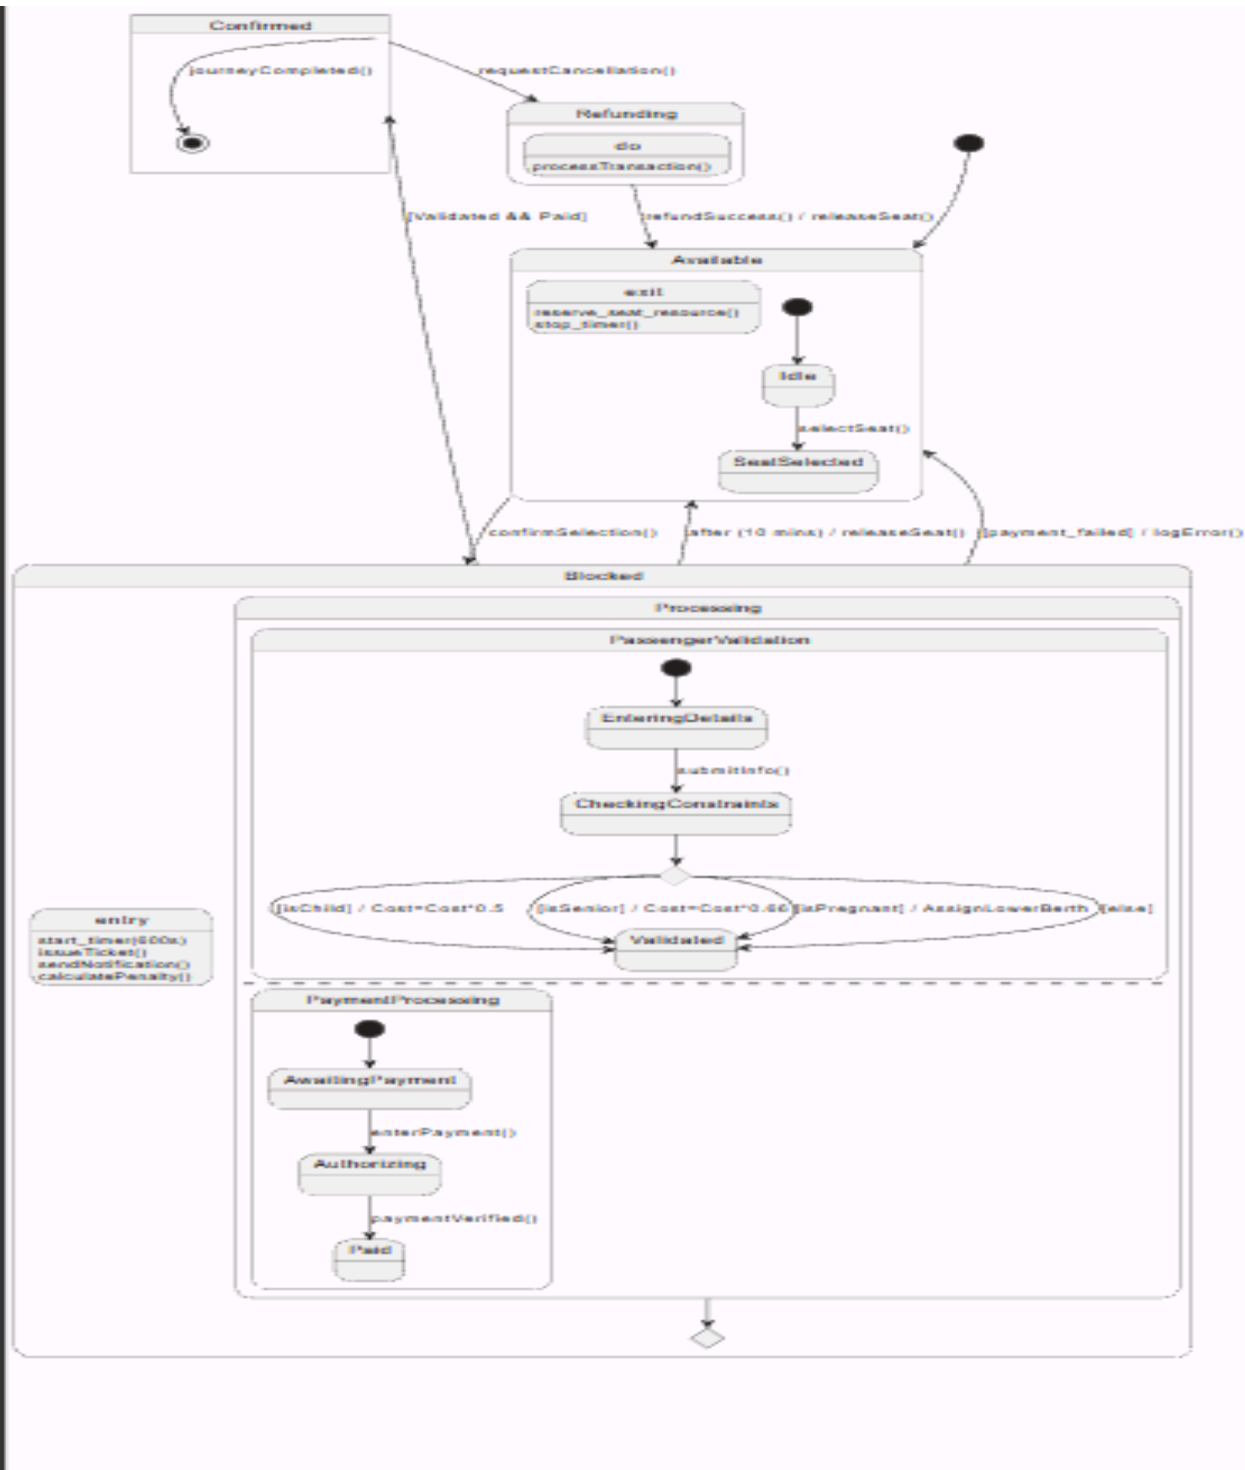 Confirmed
journeyCompleted()
requestCancellation()
Refunding
do
processTransaction()
[Validated && Paid]
refundSuccess() / releaseSeat()
Available
exit
reserve_seat_resource()
stop_timer()
Idle
selectSeat()
SeatSelected
confirmSelection()
after (10 mins) / releaseSeat()
[payment_failed] / logError()
Blocked
Processing
PassengerValidation
EnteringDetails
submitInfo()
CheckingConstraints
[isChild] / Cost=Cost*0.5
[isSenior] / Cost=Cost*0.66
[isPregnant] / AssignLowerBerth
[else]
Validated
entry
start_timer(600s)
issueTicket()
sendNotification()
calculatePenalty()
PaymentProcessing
AwaitingPayment
enterPayment()
Authorizing
paymentVerified()
Paid